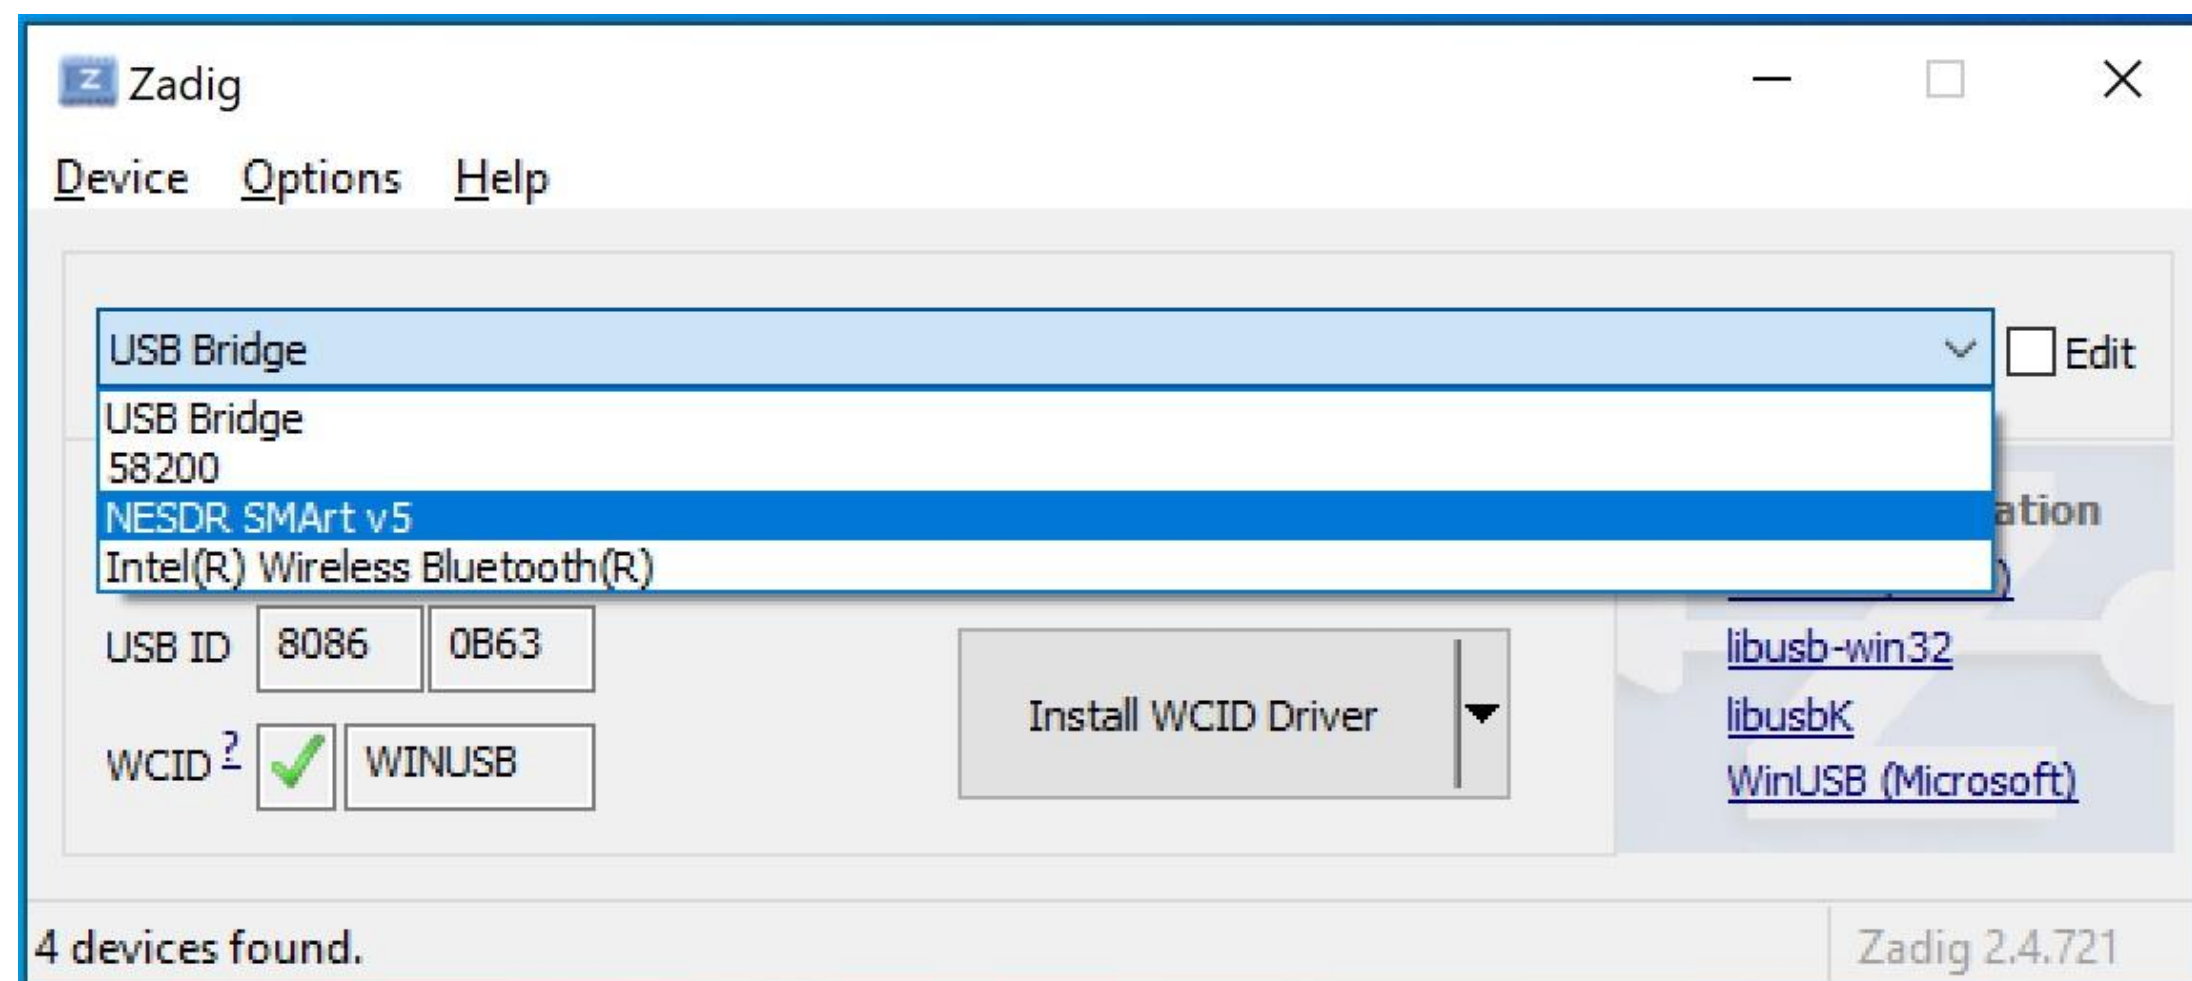 Zadig
Device Options Help
USB Bridge Edit
USB Bridge
58200
NESDR SMArt v5
ation
Intel(R) Wireless Bluetooth(R)
)
USB ID 8086 0B63
libusb-win32
Install WCID Driver
libusbK
WCID ? WINUSB
WinUSB (Microsoft)
4 devices found.
Zadig 2.4.721